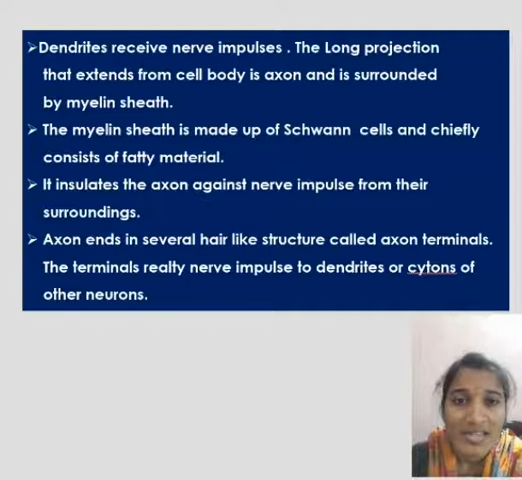 ➢Dendrites receive nerve impulses . The Long projection
that extends from cell body is axon and is surrounded
by myelin sheath.
➢ The myelin sheath is made up of Schwann cells and chiefly
consists of fatty material.
➢ It insulates the axon against nerve impulse from their
surroundings.
➢ Axon ends in several hair like structure called axon terminals.
The terminals realty nerve impulse to dendrites or cytons of
other neurons.